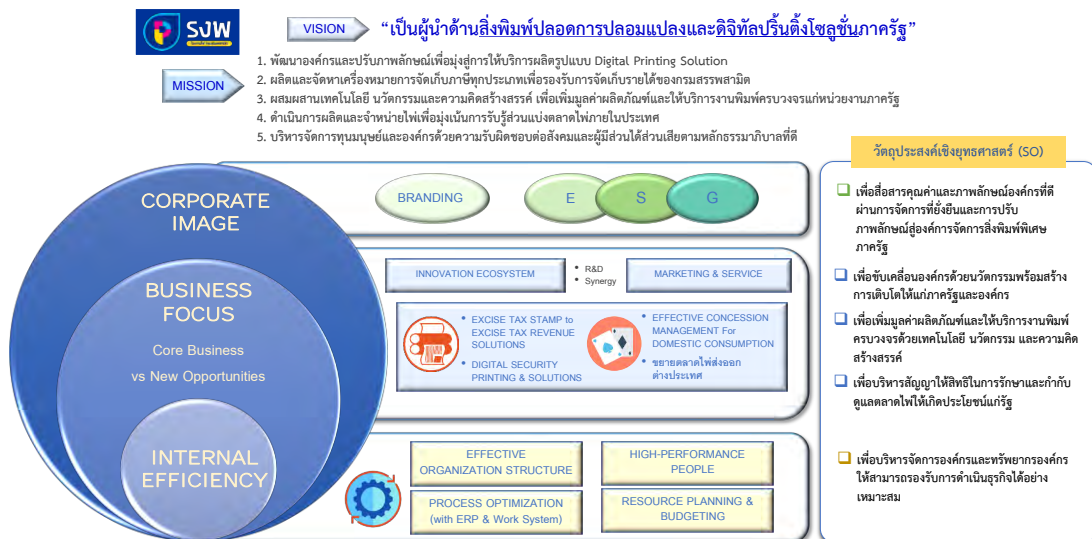 รงพ
VISION
“เป็นผู้นำด้านสิ่งพิมพ์ปลอดการปลอมแปลงและดิจิทัลปริ้นติ้งโซลูชั่นภาครัฐ”
MISSION
1. พัฒนาองค์กรและปรับภาพลักษณ์เพื่อมุ่งสู่การให้บริการผลิตรูปแบบ Digital Printing Solution
2. ผลิตและจัดหาเครื่องหมายการจัดเก็บภาษีทุกประเภทเพื่อรองรับการจัดเก็บรายได้ของกรมสรรพสามิต
3. ผสมผสานเทคโนโลยี นวัตกรรมและความคิดสร้างสรรค์ เพื่อเพิ่มมูลค่าผลิตภัณฑ์และให้บริการงานพิมพ์ครบวงจรแก่หน่วยงานภาครัฐ
4. ดำเนินการผลิตและจำหน่ายไพ่เพื่อมุ่งเน้นการรับรู้ส่วนแบ่งตลาดไพ่ภายในประเทศ
5. บริหารจัดการทุนมนุษย์และองค์กรด้วยความรับผิดชอบต่อสังคมและผู้มีส่วนได้ส่วนเสียตามหลักธรรมาภิบาลที่ดี
CORPORATE
IMAGE
BUSINESS
FOCUS
Core Business
vs New Opportunities
INTERNAL
EFFICIENCY
BRANDING
E
S
G
INNOVATION ECOSYSTEM
• R&D
• Synergy
MARKETING & SERVICE
• EXCISE TAX STAMP to
EXCISE TAX REVENUE
SOLUTIONS
• DIGITAL SECURITY
PRINTING & SOLUTIONS
• EFFECTIVE CONCESSION
MANAGEMENT For
DOMESTIC CONSUMPTION
• ขยายตลาดไพ่ส่งออก
ต่างประเทศ
EFFECTIVE
ORGANIZATION STRUCTURE
HIGH-PERFORMANCE
PEOPLE
PROCESS OPTIMIZATION
(with ERP & Work System)
RESOURCE PLANNING &
BUDGETING
วัตถุประสงค์เชิงยุทธศาสตร์ (SO)
เพื่อสื่อสารคุณค่าและภาพลักษณ์องค์กรที่ดี
ผ่านการจัดการที่ยั่งยืนและการปรับ
ภาพลักษณ์สู่องค์การจัดการสิ่งพิมพ์พิเศษ
ภาครัฐ
เพื่อขับเคลื่อนองค์กรด้วยนวัตกรรมพร้อมสร้าง
การเติบโตให้แก่ภาครัฐและองค์กร
เพื่อเพิ่มมูลค่าผลิตภัณฑ์และให้บริการงานพิมพ์
ครบวงจรด้วยเทคโนโลยี นวัตกรรม และความคิด
สร้างสรรค์
เพื่อบริหารสัญญาให้สิทธิในการรักษาและกำกับ
ดูแลตลาดไพ่ให้เกิดประโยชน์แก่รัฐ
เพื่อบริหารจัดการองค์กรและทรัพยากรองค์กร
ให้สามารถรองรับการดำเนินธุรกิจได้อย่าง
เหมาะสม